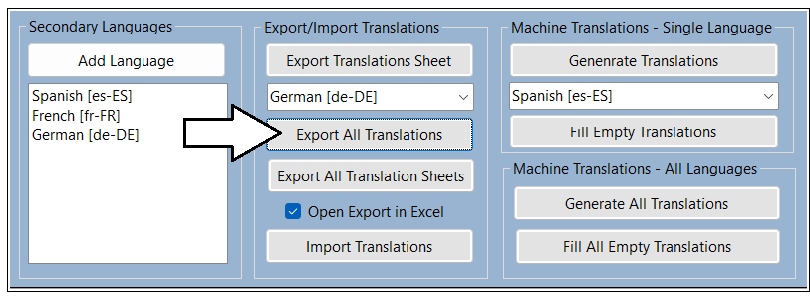 Secondary Languages
Add Language
Spanish [es-ES]
French [fr-FR]
German [de-DE]
Export/Import Translations
Export Translations Sheet
German [de-DE]
Export All Translations
Export All Translation Sheets
Open Export in Excel
Import Translations
Machine Translations - Single Language
Genenrate Translations
Spanish [es-ES]
Fill Empty Translations
Machine Translations - All Languages
Generate All Translations
Fill All Empty Translations